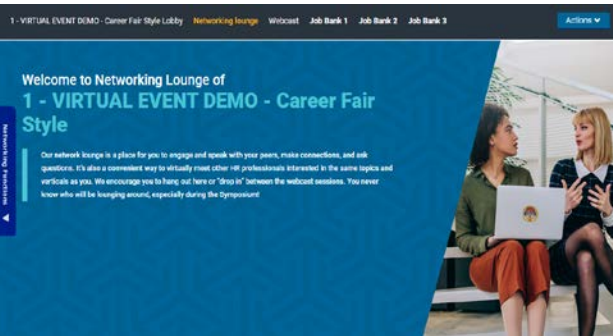 1 - VIRTUAL EVENT DEMO - Career Fair Style Lobby Networking lounge Webcast Job Bank 1 Job Bank 2 Job Bank 3 Actions
Welcome to Networking Lounge of
1 - VIRTUAL EVENT DEMO - Career Fair
Style
Our network lounge is a place for you to engage and speak with your peers, make connections, and ask
questions. It's also a convenient way to virtually meet other HR professionals interested in the same topics and
verticals as you. We encourage you to hang out here or "drop in" between the webcast sessions. You never
know who will be lounging around, especially during the Symposium!
Networking Functions